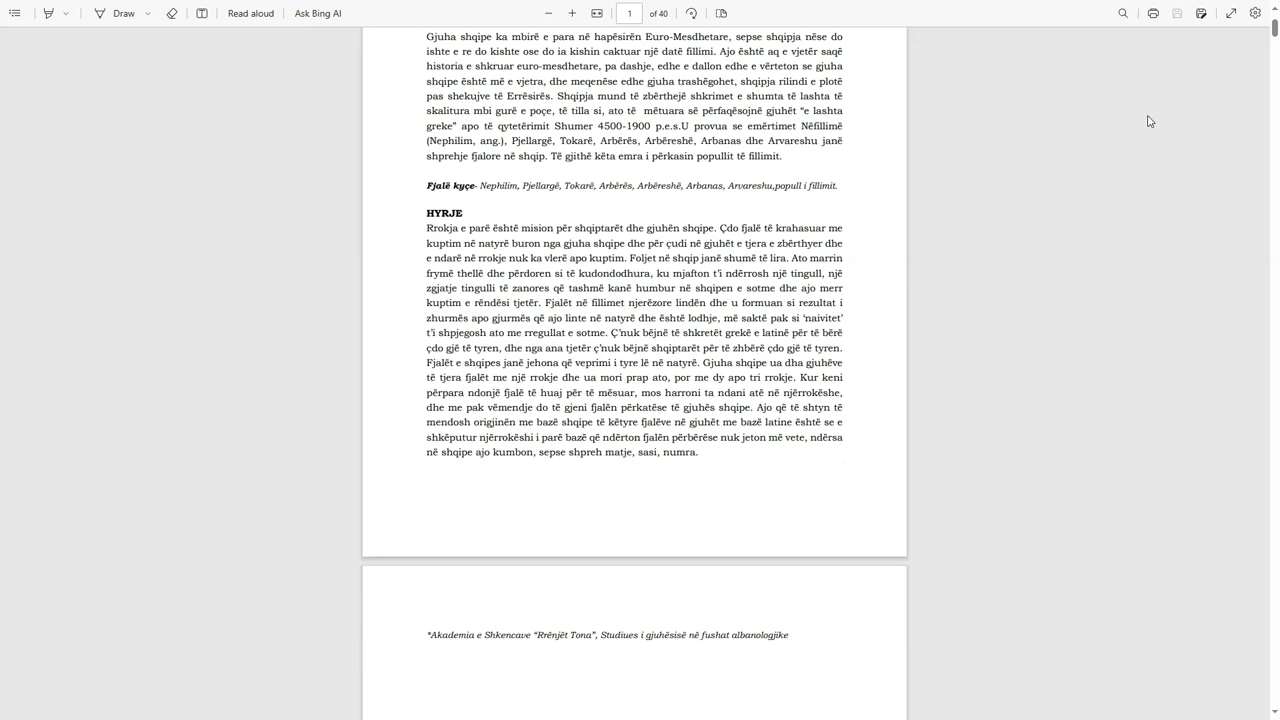 Read aloud
Ask Bing AI
1
of 40
Draw
Gjuha shqipe ka mbirë e para në hapësirën Euro-Mesdhetare, sepse shqipja nëse do
ishte e re do kishte ose do ia kishin caktuar një datë fillimi. Ajo është aq e vjetër saqë
historia e shkruar euro-mesdhetare, pa dashje, edhe e dallon edhe e vërteton se gjuha
shqipe është më e vjetra, dhe meqenëse edhe gjuha trashëgohet, shqipja rilindi e plotë
pas shekujve të Errësirës. Shqipja mund të zbërthejë shkrimet e shumta të lashta të
skalitura mbi gurë e poçe, të tilla si, ato të mëtuara së përfaqësojnë gjuhët “e lashta
greke” apo të qytetërimit Shumer 4500-1900 p.e.s.U provua se emërtimet Nëfillimë
(Nephilim, ang.), Pjellargë, Tokarë, Arbërës, Arbëreshë, Arbanas dhe Arvareshu janë
shprehje fjalore në shqip. Të gjithë këta emra i përkasin popullit të fillimit.
Fjalë kyçe- Nephilim, Pjellargë, Tokarë, Arbërës, Arbëreshë, Arbanas, Arvareshu,popull i fillimit.
HYRJE
Rrokja e parë është mision për shqiptarët dhe gjuhën shqipe. Çdo fjalë të krahasuar me
kuptim në natyrë buron nga gjuha shqipe dhe për çudi në gjuhët e tjera e zbërthyer dhe
e ndarë në rrokje nuk ka vlerë apo kuptim. Foljet në shqip janë shumë të lira. Ato marrin
frymë thellë dhe përdoren si të kudondodhura, ku mjafton t’i ndërrosh një tingull, një
zgjatje tingulli të zanores që tashmë kanë humbur në shqipen e sotme dhe ajo merr
kuptim e rëndësi tjetër. Fjalët në fillimet njerëzore lindën dhe u formuan si rezultat i
zhurmës apo gjurmës që ajo linte në natyrë dhe është lodhje, më saktë pak si ‘naivitet’
t’i shpjegosh ato me rregullat e sotme. Ç’nuk bëjnë të shkretët grekë e latinë për të bërë
çdo gjë të tyren, dhe nga ana tjetër ç’nuk bëjnë shqiptarët për të zhbërë çdo gjë të tyren.
Fjalët e shqipes janë jehona që veprimi i tyre lë në natyrë. Gjuha shqipe ua dha gjuhëve
të tjera fjalët me një rrokje dhe ua mori prap ato, por me dy apo tri rrokje. Kur keni
përpara ndonjë fjalë të huaj për të mësuar, mos harroni ta ndani atë në njërrokëshe,
dhe me pak vëmendje do të gjeni fjalën përkatëse të gjuhës shqipe. Ajo që të shtyn të
mendosh origjinën me bazë shqipe të këtyre fjalëve në gjuhët me bazë latine është se e
shkëputur njërrokëshi i parë bazë që ndërton fjalën përbërëse nuk jeton më vete, ndërsa
në shqipe ajo kumbon, sepse shpreh matje, sasi, numra.
*Akademia e Shkencave “Rrënjët Tona”, Studiues i gjuhësisë në fushat albanologjike